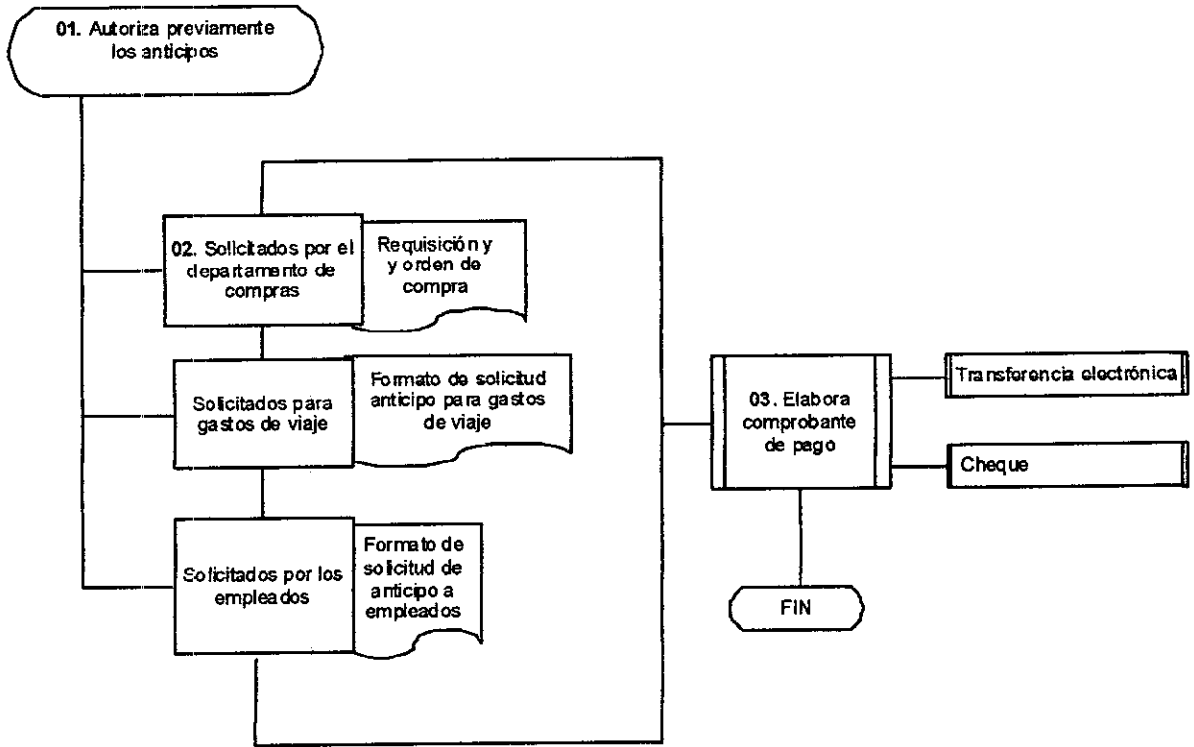 01. Autoriza previamente
los anticipos
02. Solicitados por el
departamento de
compras
Requisición y
y orden de
compra
Solicitados para
gastos de viaje
Formato de solicitud
anticipo para gastos
de viaje
Solicitados por los
empleados
Formato de
solicitud de
anticipo a
empleados
03. Elabora
comprobante
de pago
Transferencia electrónica
Cheque
FIN